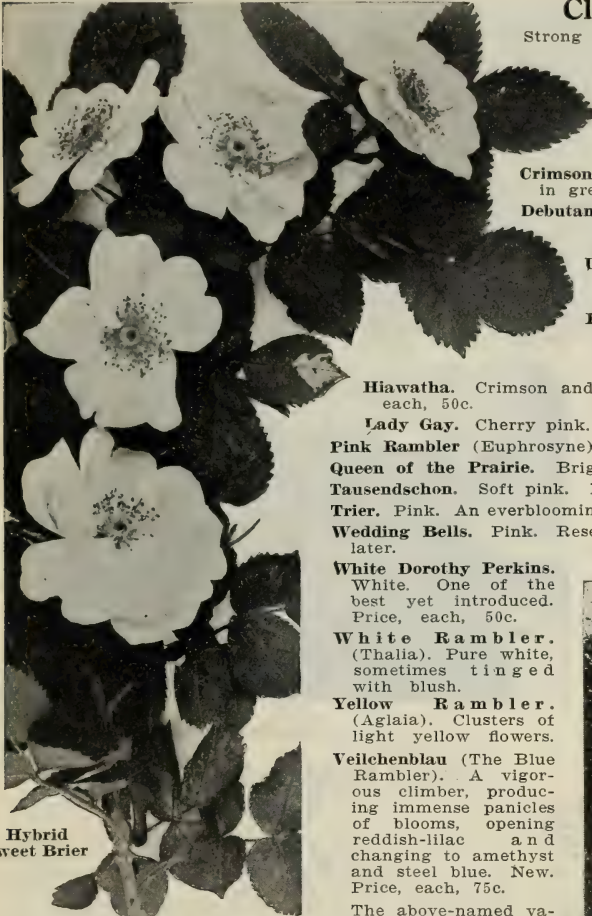 Cl
Strong
Crimson
in gre
Debutan
Hiawatha. Crimson and
each, 50c.
Lady Gay. Cherry pink.
Pink Rambler (Euphrosyne)
Queen of the Prairie. Brig
Tausendschon. Soft pink.
Trier. Pink. An everbloomin
Wedding Bells. Pink. Rese
later.
White Dorothy Perkins.
White. One of the
best yet introduced.
Price, each, 50c.
White Rambler.
(Thalia). Pure white,
sometimes tinged
with blush.
Yellow Rambler.
(Aglaia). Clusters of
light yellow flowers.
Veilchenblau (The Blue
Rambler). A vigor-
ous climber, produc-
ing immense panicles
of blooms, opening
reddish-lilac and
changing to amethyst
and steel blue. New.
Price, each, 75c.
The above-named va-
Hybrid
weet Brier